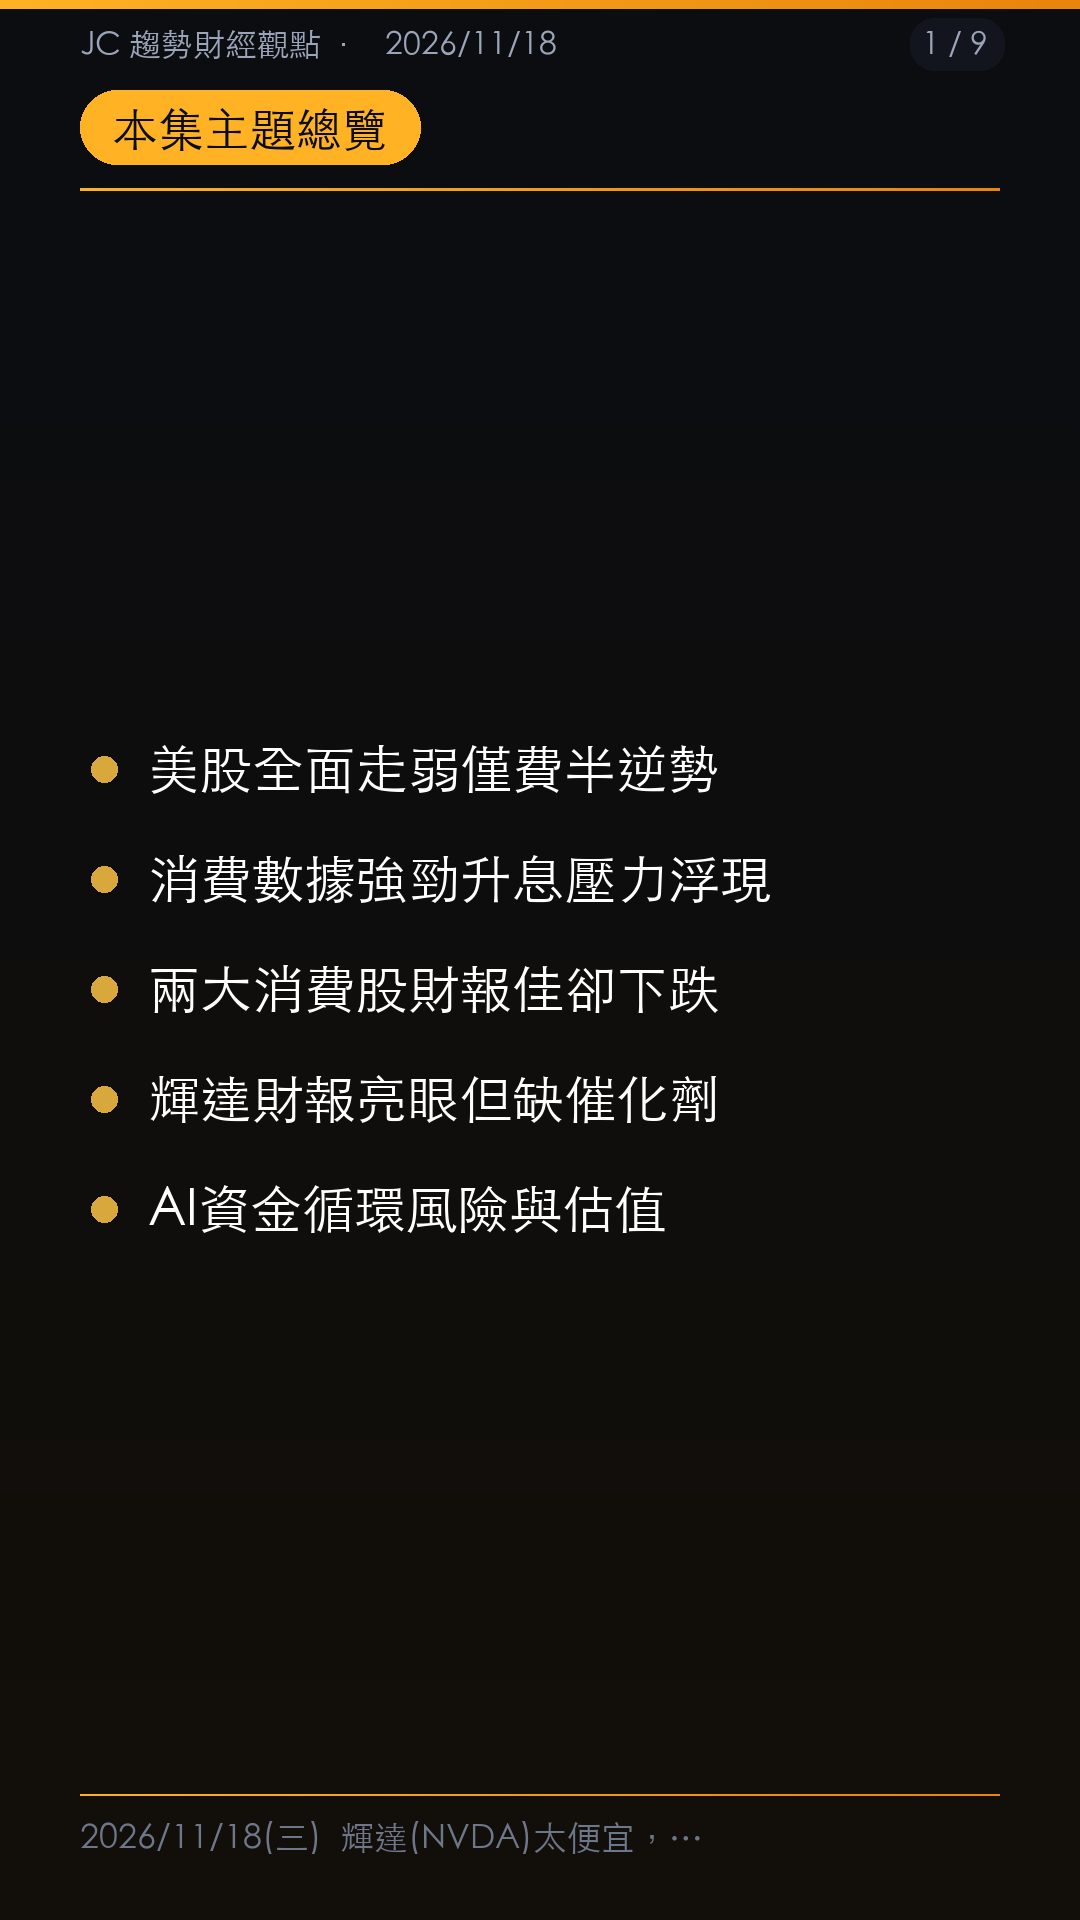 JC 趨勢財經觀點 · 2026/11/18
1 / 9
本集主題總覽
美股全面走弱僅費半逆勢
消費數據強勁升息壓力浮現
兩大消費股財報佳卻下跌
輝達財報亮眼但缺催化劑
AI資金循環風險與估值
2026/11/18(三) 輝達(NVDA)太便宜，⋯